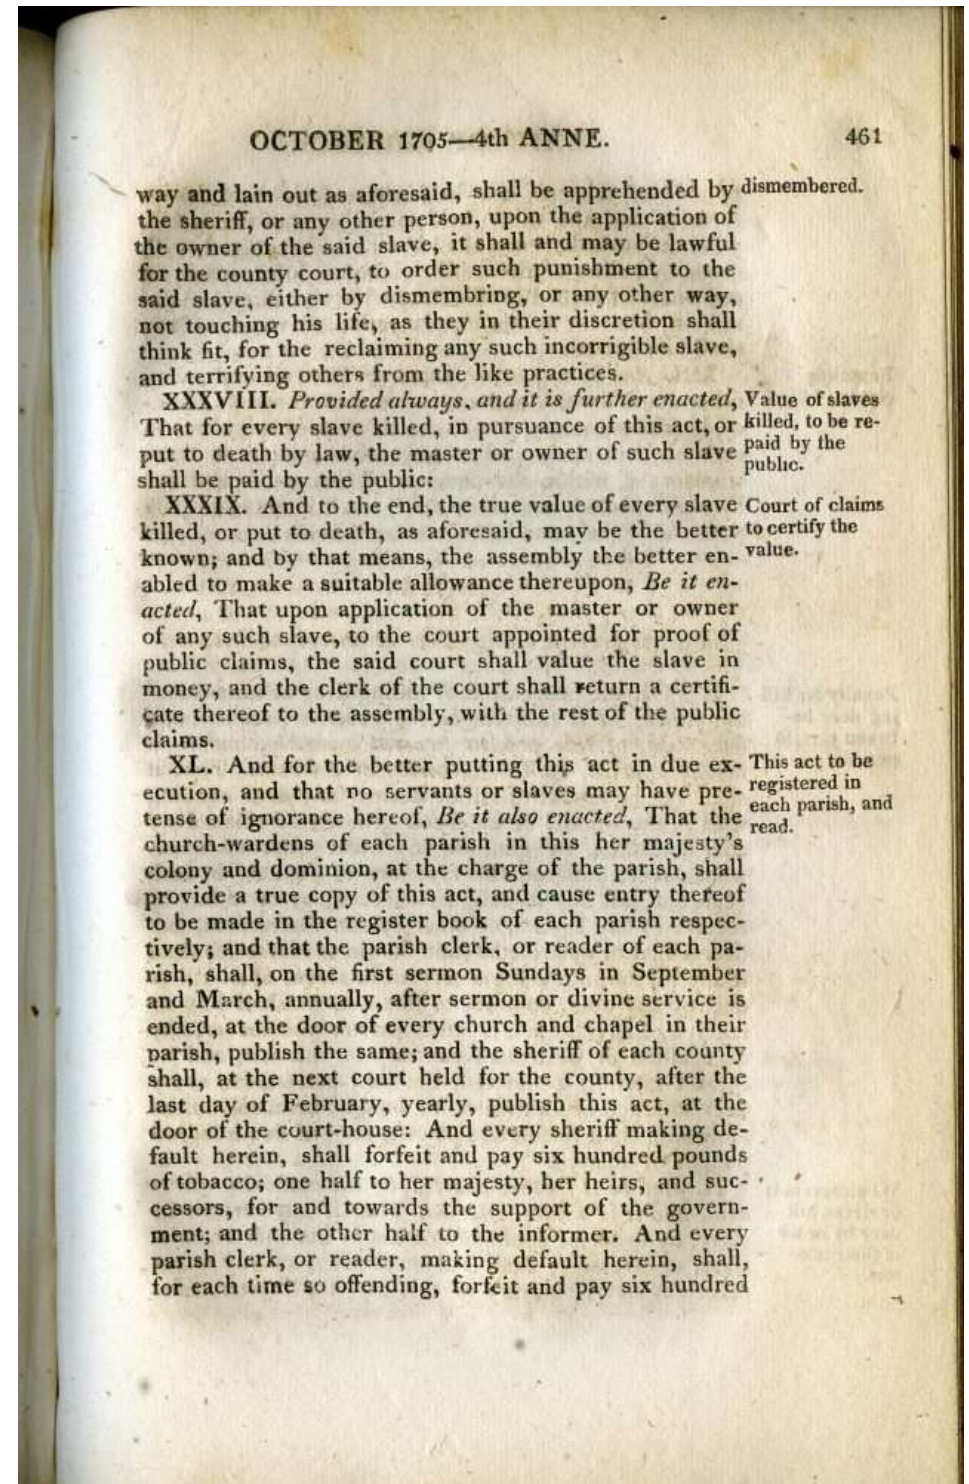 OCTOBER 1705—4th ANNE. 461
way and lain out as aforesaid, shall be apprehended by dismembered.
the sheriff, or any other person, upon the application of
the owner of the said slave, it shall and may be lawful
for the county court, to order such punishment to the
said slave, either by dismembring, or any other way,
not touching his life, as they in their discretion shall
think fit, for the reclaiming any such incorrigible slave,
and terrifying others from the like practices.
XXXVIII. Provided always, and it is further enacted, Value of slaves
That for every slave killed, in pursuance of this act, or killed, to be re-
put to death by law, the master or owner of such slave paid by the
shall be paid by the public: public.
XXXIX. And to the end, the true value of every slave Court of claims
killed, or put to death, as aforesaid, may be the better to certify the
known; and by that means, the assembly the better en- value.
abled to make a suitable allowance thereupon, Be it en-
acted, That upon application of the master or owner
of any such slave, to the court appointed for proof of
public claims, the said court shall value the slave in
money, and the clerk of the court shall return a certifi-
cate thereof to the assembly, with the rest of the public
claims.
XL. And for the better putting this act in due ex- This act to be
ecution, and that no servants or slaves may have pre- registered in
tense of ignorance hereof, Be it also enacted, That the each parish, and
church-wardens of each parish in this her majesty's read.
colony and dominion, at the charge of the parish, shall
provide a true copy of this act, and cause entry thereof
to be made in the register book of each parish respec-
tively; and that the parish clerk, or reader of each pa-
rish, shall, on the first sermon Sundays in September
and March, annually, after sermon or divine service is
ended, at the door of every church and chapel in their
parish, publish the same; and the sheriff of each county
shall, at the next court held for the county, after the
last day of February, yearly, publish this act, at the
door of the court-house: And every sheriff making de-
fault herein, shall forfeit and pay six hundred pounds
of tobacco; one half to her majesty, her heirs, and suc-
cessors, for and towards the support of the govern-
ment; and the other half to the informer. And every
parish clerk, or reader, making default herein, shall,
for each time so offending, forfeit and pay six hundred